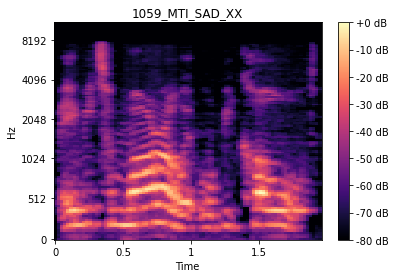 1059_MTI_SAD_XX
+0 dB
8192
-10 dB
4096
-20 dB
-30 dB
2048
Hz
-40 dB
1024
-50 dB
512
-60 dB
-70 dB
0
-80 dB
0
0.5
1
1.5
Time